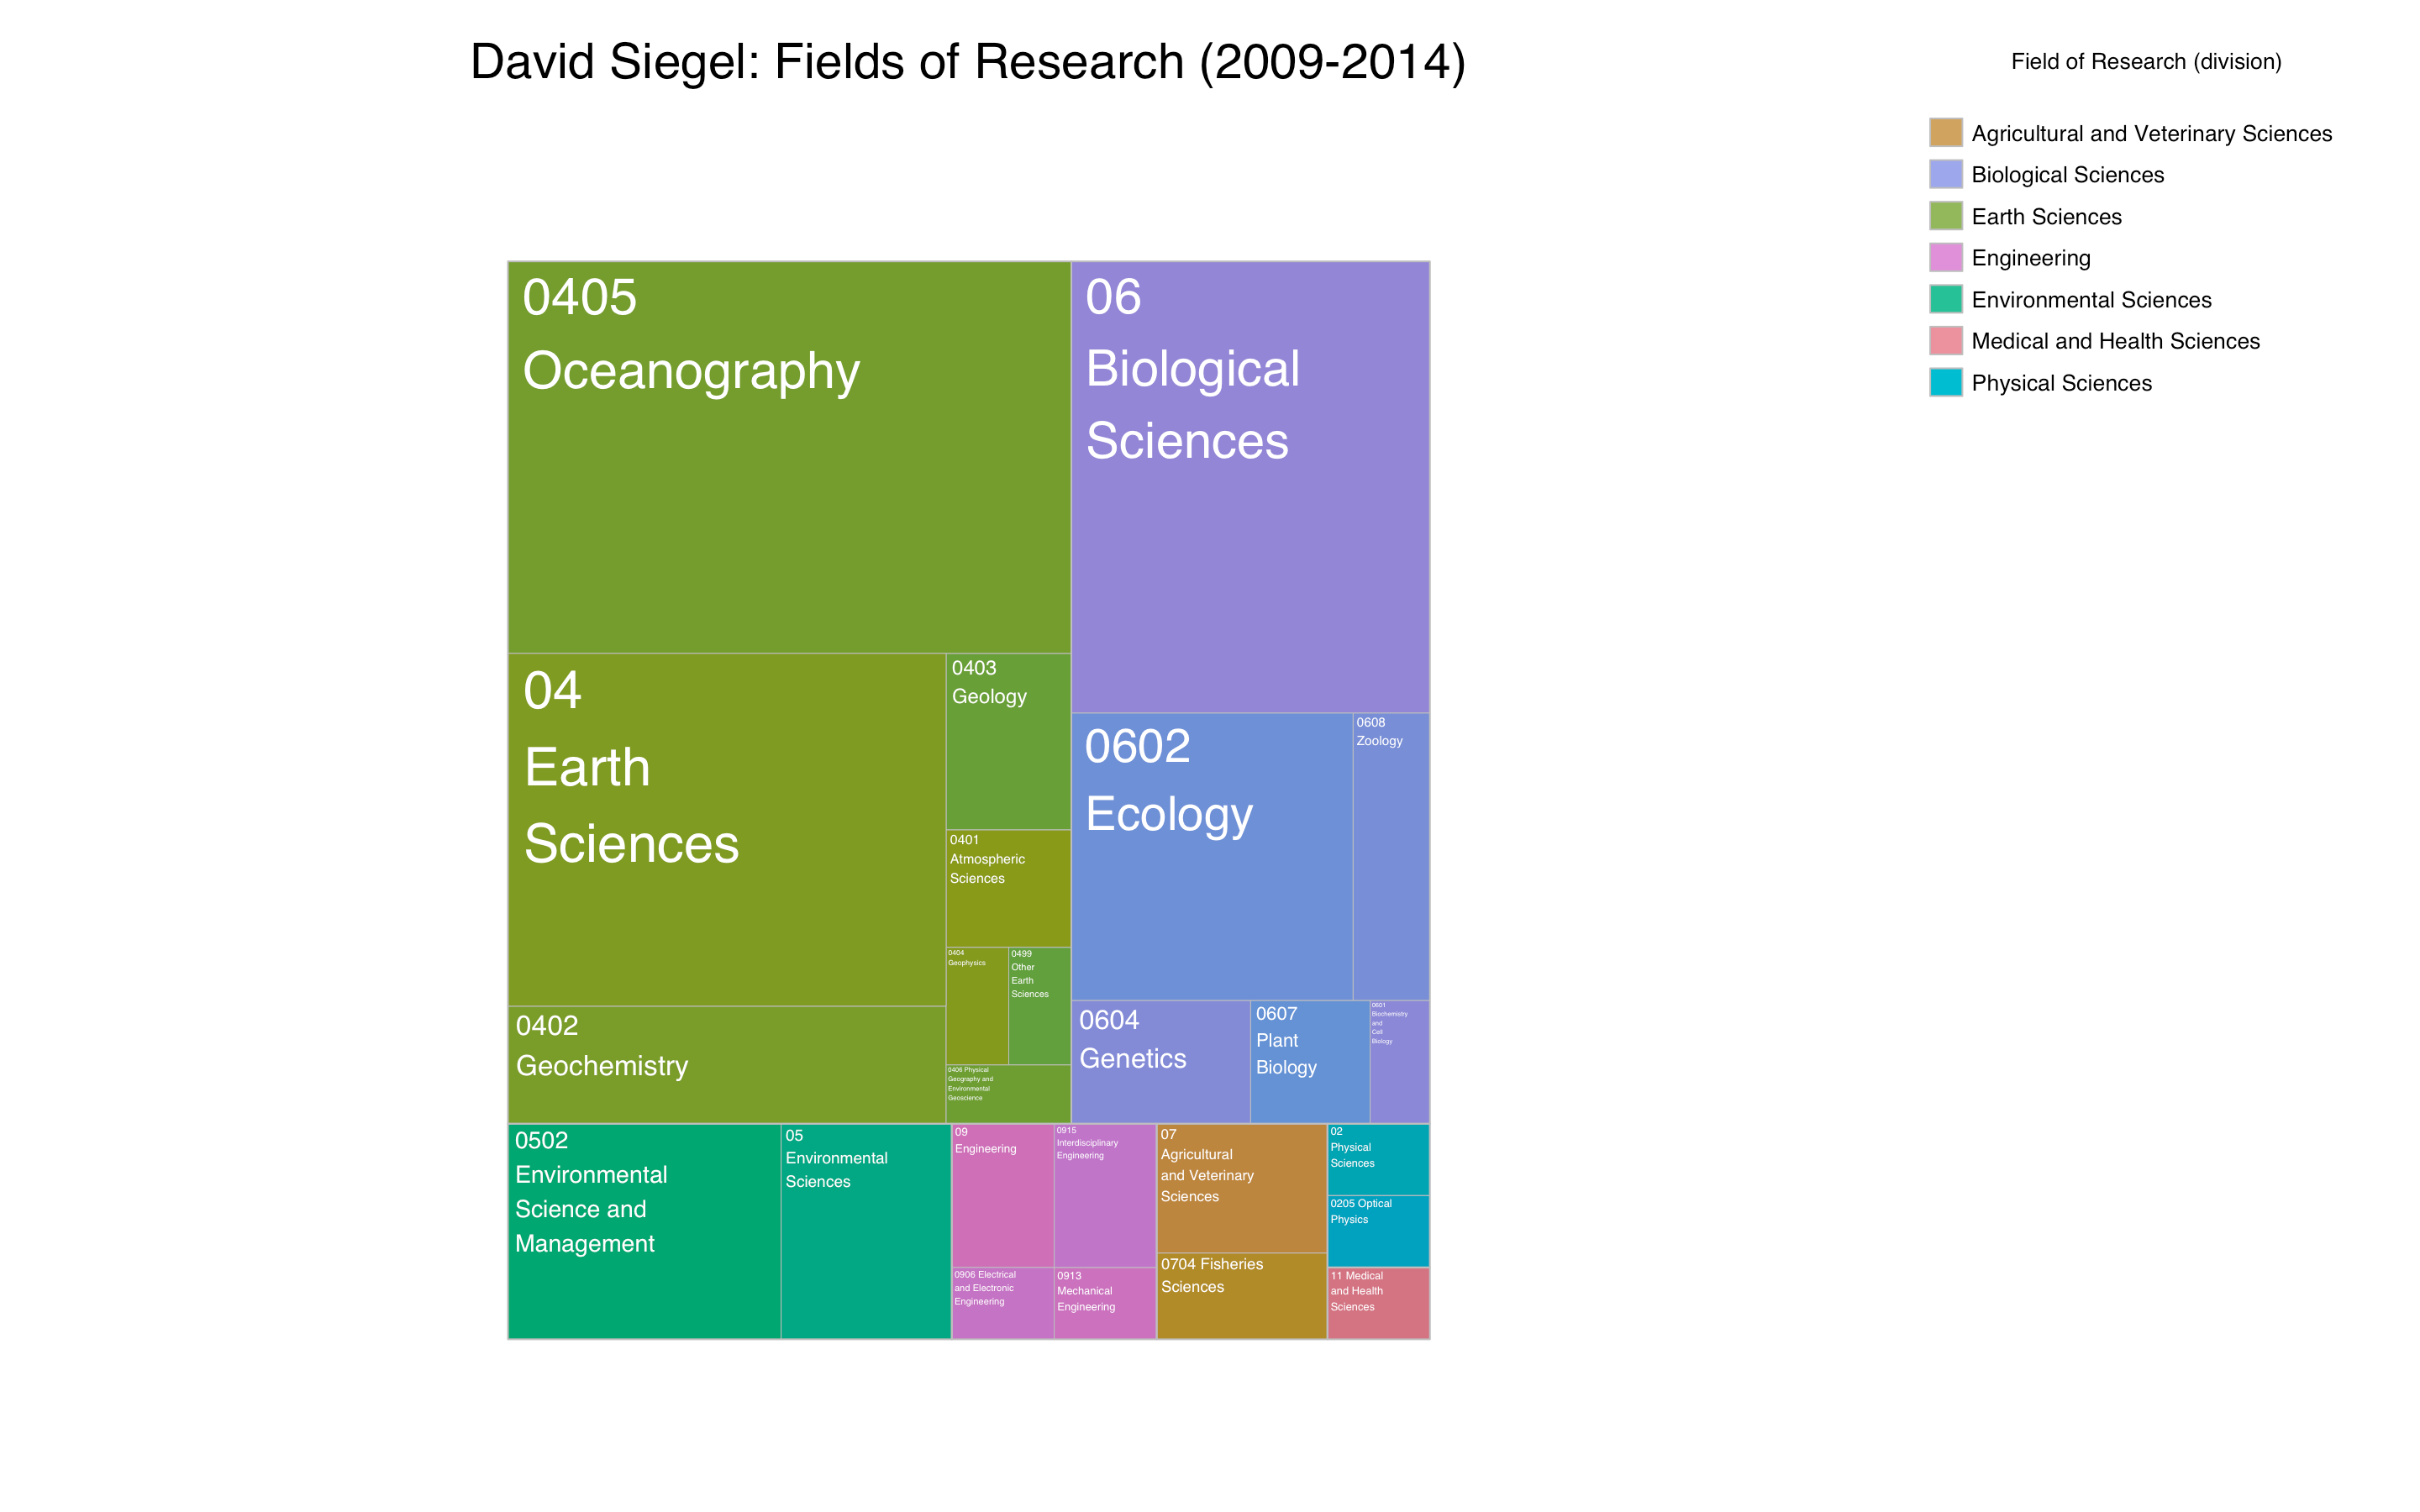 David Siegel: Fields of Research (2009-2014)
Field of Research (division)
Agricultural and Veterinary Sciences
Biological Sciences
Earth Sciences
Engineering
Environmental Sciences
Medical and Health Sciences
Physical Sciences
0405
Oceanography
06
Biological
Sciences
04
Earth
Sciences
0403
Geology
0401
Atmospheric
Sciences
0404
Geophysics
0499
Other
Earth
Sciences
0402
Geochemistry
0406 Physical
Geography and
Environmental
Geoscience
0602
Ecology
0608
Zoology
0604
Genetics
0607
Plant
Biology
0601
Biochemistry
and
Cell
Biology
0502
Environmental
Science and
Management
05
Environmental
Sciences
09
Engineering
0915
Interdisciplinary
Engineering
0906 Electrical
and Electronic
Engineering
0913
Mechanical
Engineering
07
Agricultural
and Veterinary
Sciences
0704 Fisheries
Sciences
02
Physical
Sciences
0205 Optical
Physics
11 Medical
and Health
Sciences